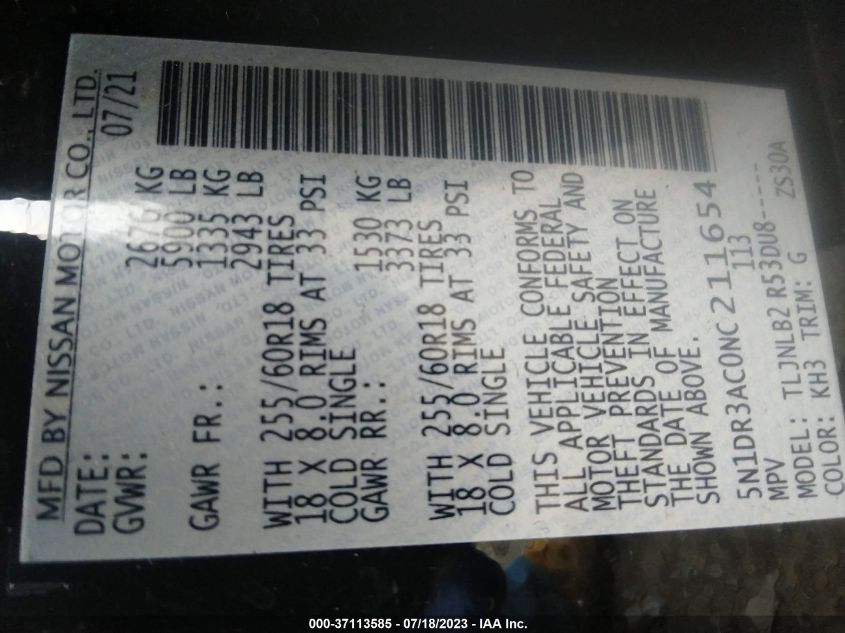 MFD BY NISSAN MOTOR CO., LTD.
DATE: 07/21
GVWR: 2676 KG
5900 LB
GAWR FR.: 1335 KG
2943 LB
WITH 255/60R18 TIRES
18 X 8.0 RIMS AT 33 PSI
COLD SINGLE
GAWR RR.: 1530 KG
3373 LB
WITH 255/60R18 TIRES
18 X 8.0 RIMS AT 33 PSI
COLD SINGLE
THIS VEHICLE CONFORMS TO
ALL APPLICABLE FEDERAL
MOTOR VEHICLE SAFETY AND
THEFT PREVENTION
STANDARDS IN EFFECT ON
THE DATE OF MANUFACTURE
SHOWN ABOVE.
5N1DR3AC0NC211654
MPV 113
MODEL: TLJNLB2 R53DU8-----
COLOR: KH3 TRIM: G ZS30A
000-37113585 - 07/18/2023 - IAA Inc.